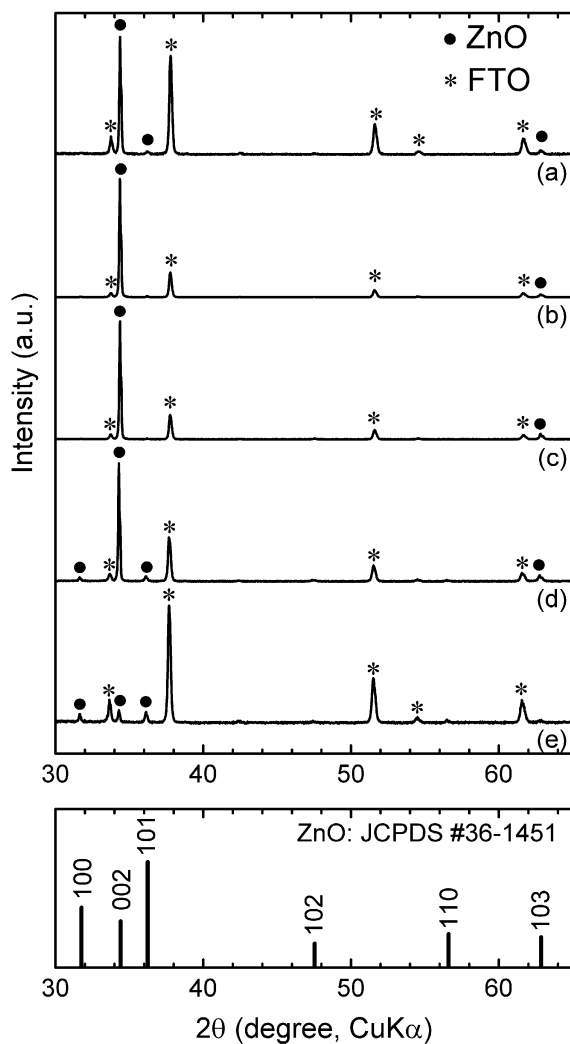 ● ZnO
* FTO
(a)
(b)
(c)
(d)
(e)
Intensity (a.u.)
30 40 50 60
ZnO: JCPDS #36-1451
100 002 101 102 110 103
30 40 50 60
2θ (degree, CuKα)